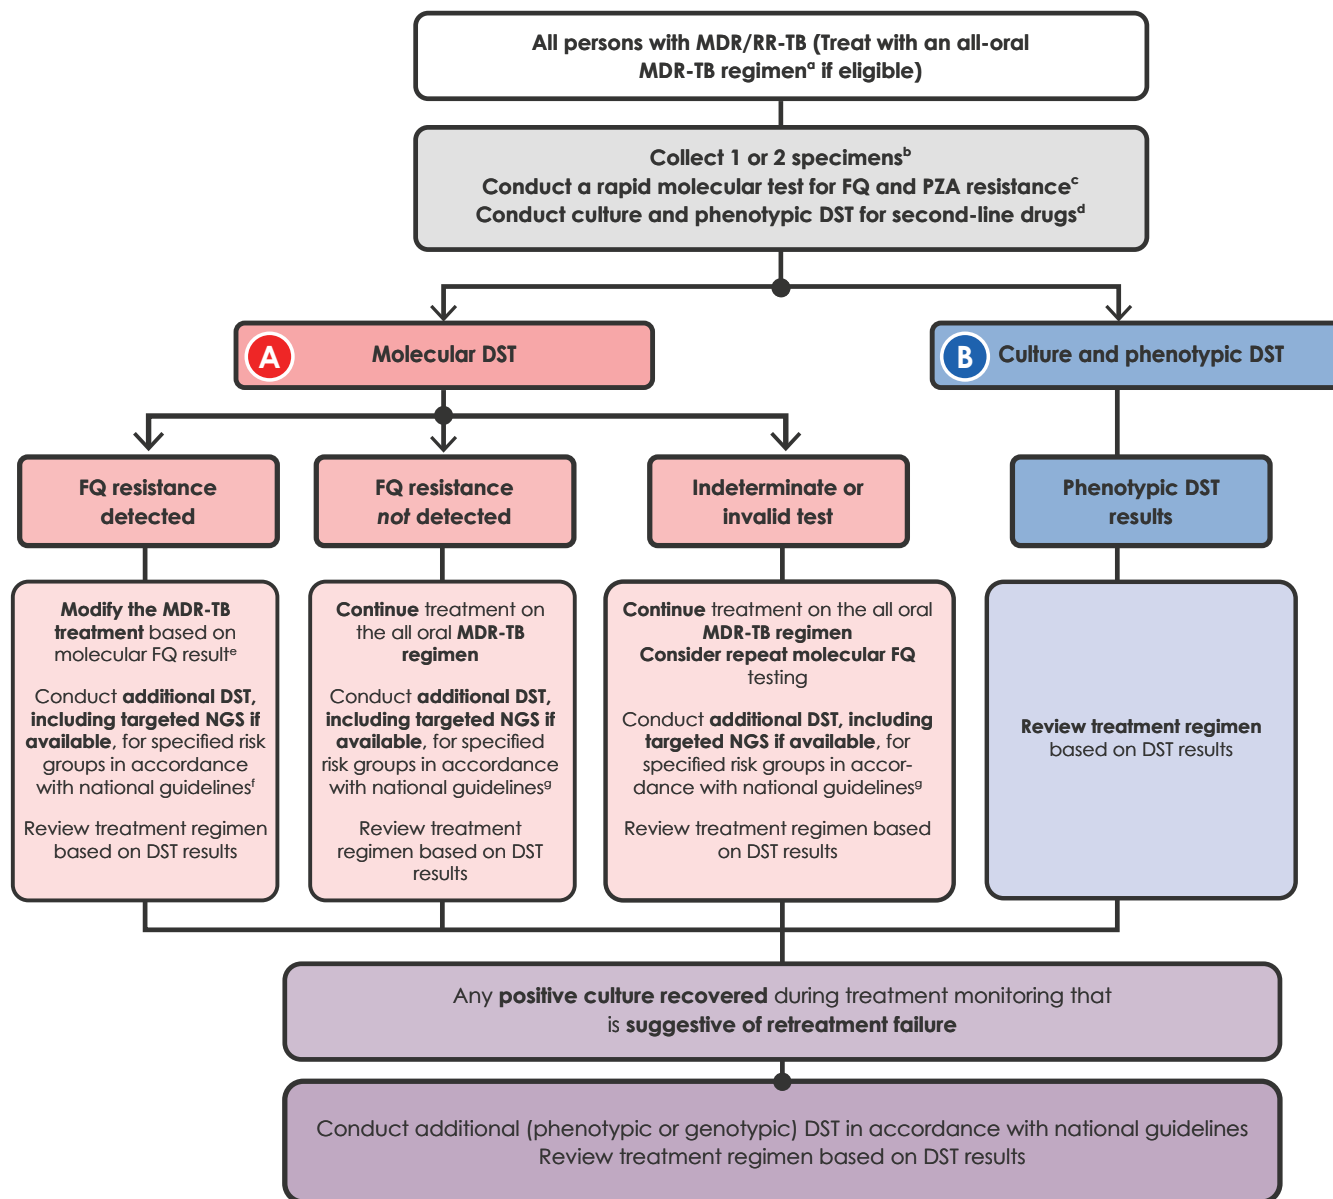 All persons with MDR/RR-TB (Treat with an all-oral
MDR-TB regimenᵃ if eligible)
Collect 1 or 2 specimensᵇ
Conduct a rapid molecular test for FQ and PZA resistanceᶜ
Conduct culture and phenotypic DST for second-line drugsᵈ
A
Molecular DST
B
Culture and phenotypic DST
FQ resistance
detected
FQ resistance
not detected
Indeterminate or
invalid test
Phenotypic DST
results
Modify the MDR-TB
treatment based on
molecular FQ resultᵉ
Conduct additional DST,
including targeted NGS if
available, for specified risk
groups in accordance
with national guidelinesᶠ
Review treatment regimen
based on DST results
Continue treatment on
the all oral MDR-TB
regimen
Conduct additional DST,
including targeted NGS if
available, for specified
risk groups in accordance
with national guidelinesᵍ
Review treatment
regimen based on DST
results
Continue treatment on the all oral
MDR-TB regimen
Consider repeat molecular FQ
testing
Conduct additional DST, including
targeted NGS if available, for
specified risk groups in accor-
dance with national guidelinesᵍ
Review treatment regimen based
on DST results
Review treatment regimen
based on DST results
Any positive culture recovered during treatment monitoring that
is suggestive of retreatment failure
Conduct additional (phenotypic or genotypic) DST in accordance with national guidelines
Review treatment regimen based on DST results